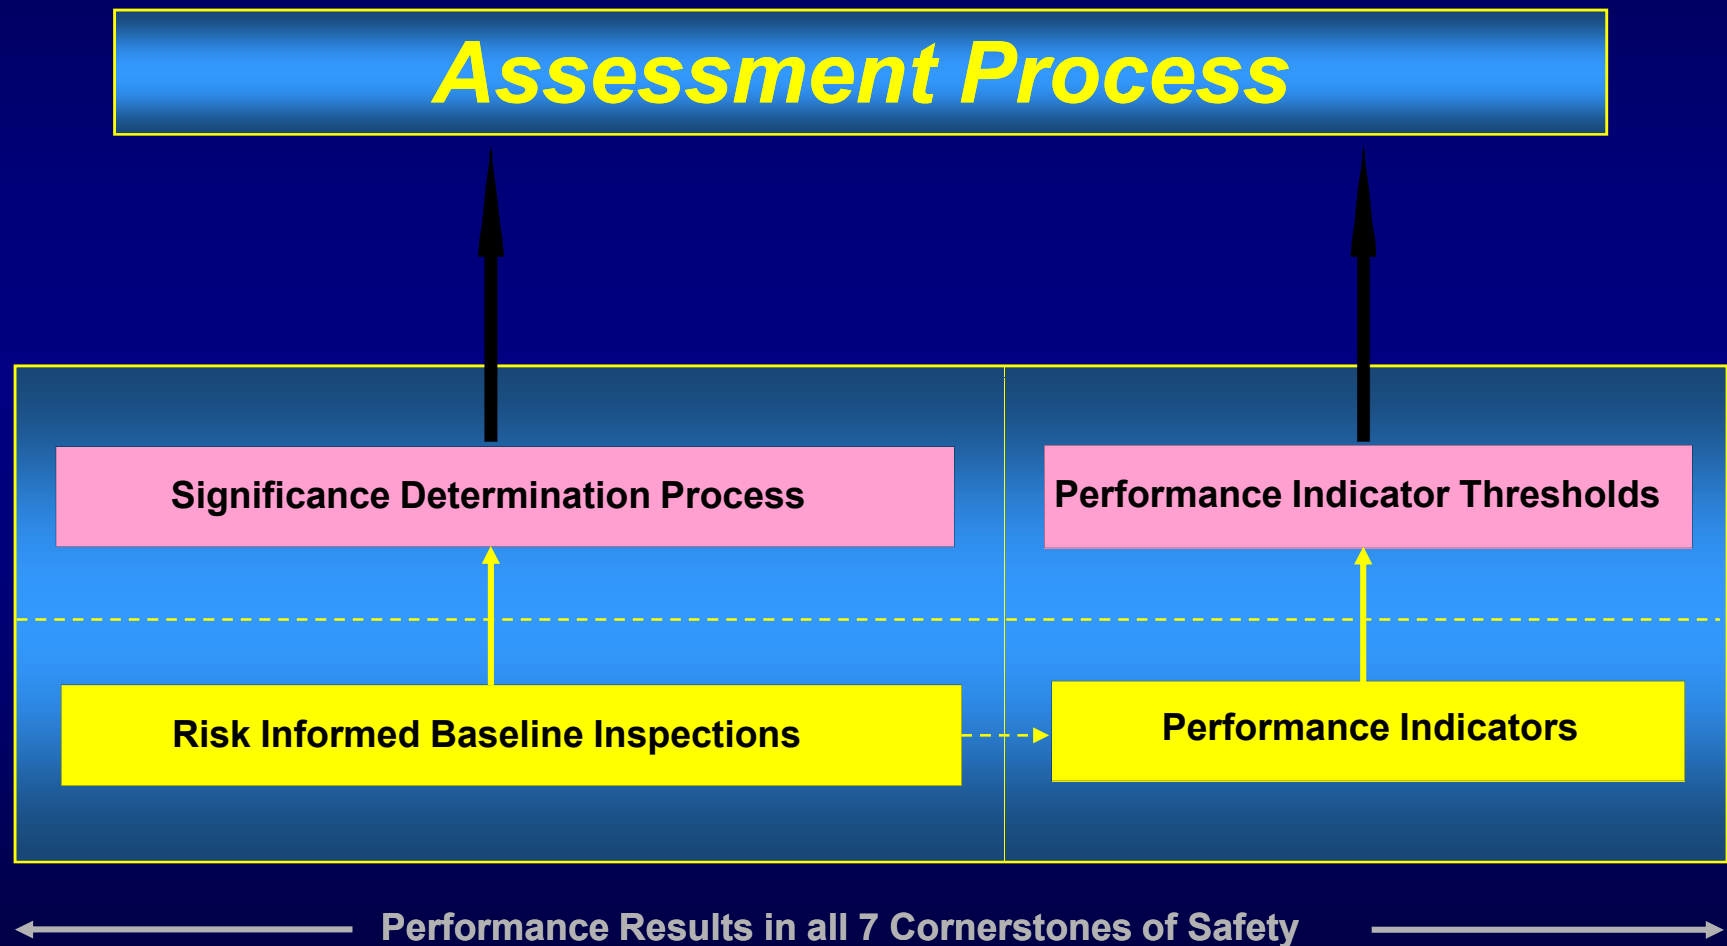 Assessment Process
Significance Determination Process
Performance Indicator Thresholds
Risk Informed Baseline Inspections
Performance Indicators
Performance Results in all 7 Cornerstones of Safety